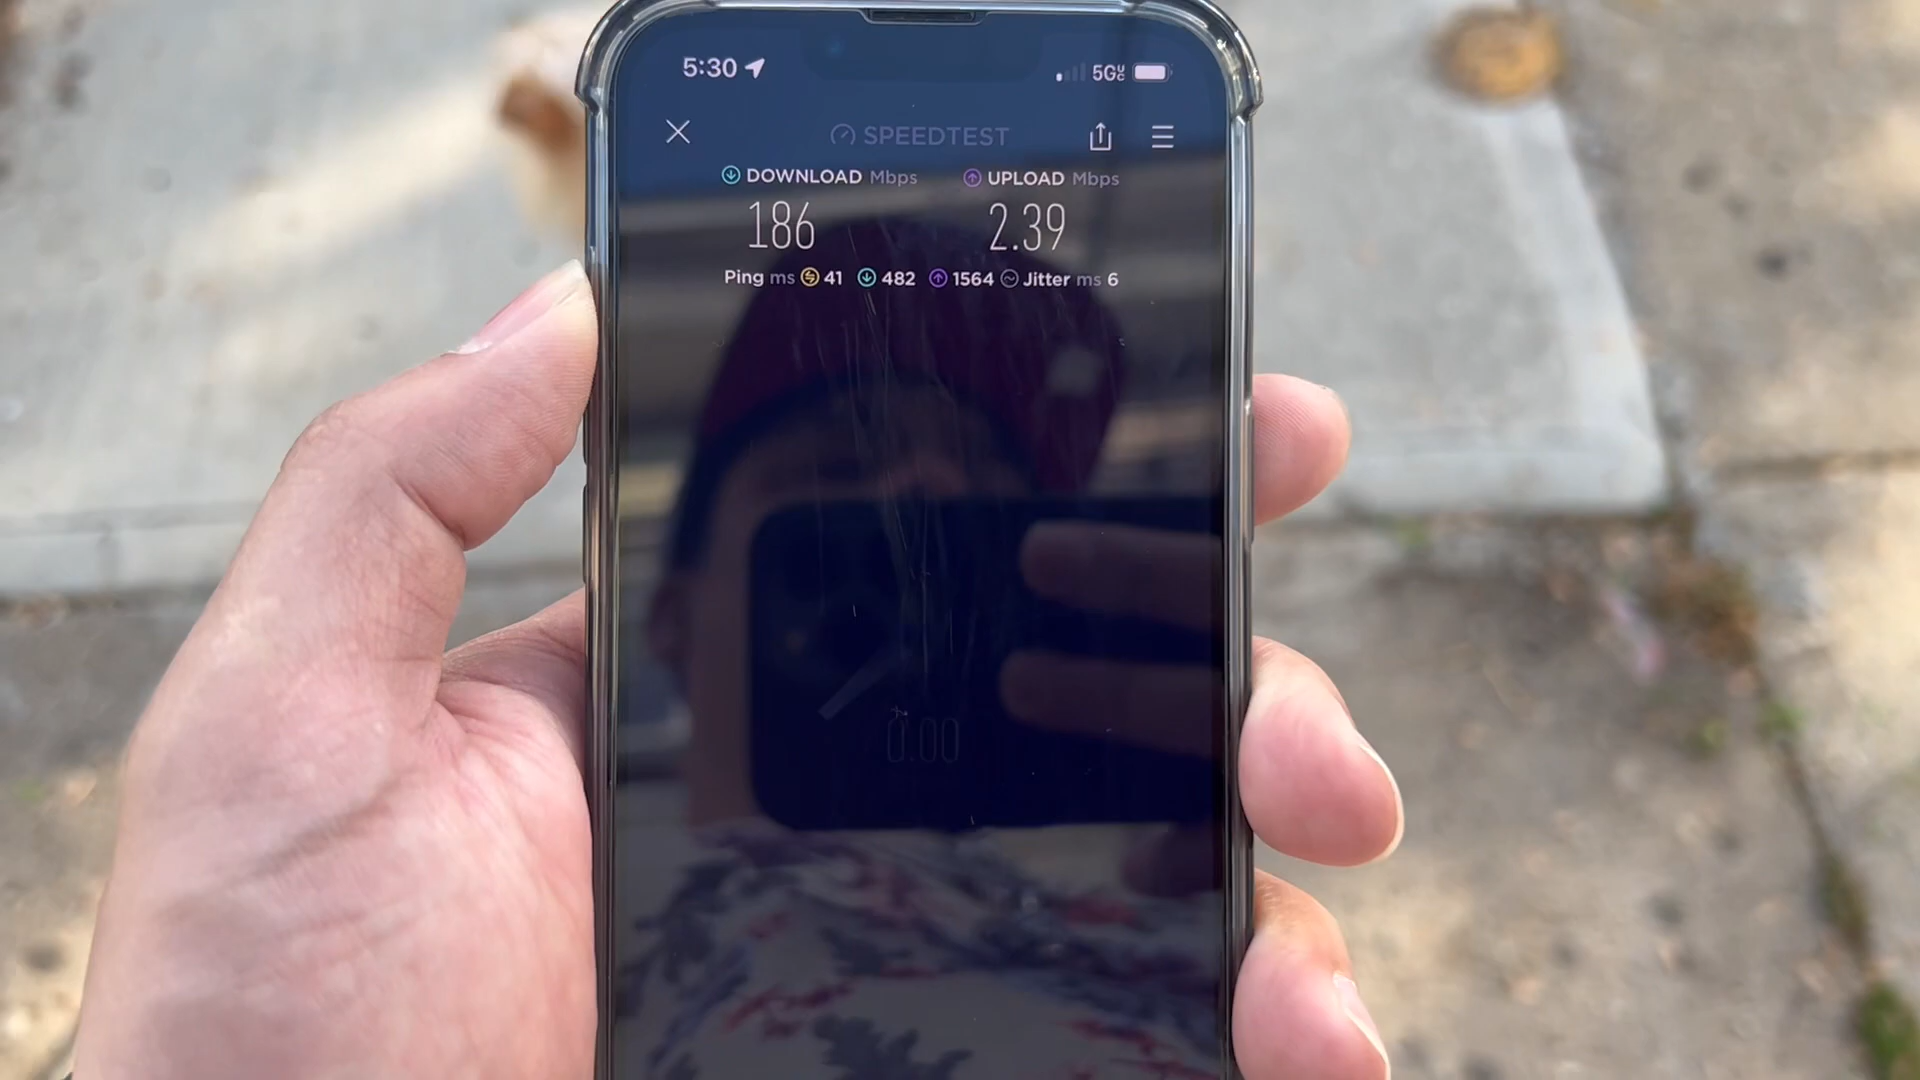 5:30 5GUC
SPEEDTEST
DOWNLOAD Mbps UPLOAD Mbps
186 2.39
Ping ms 41 482 1564 Jitter ms 6
0.00